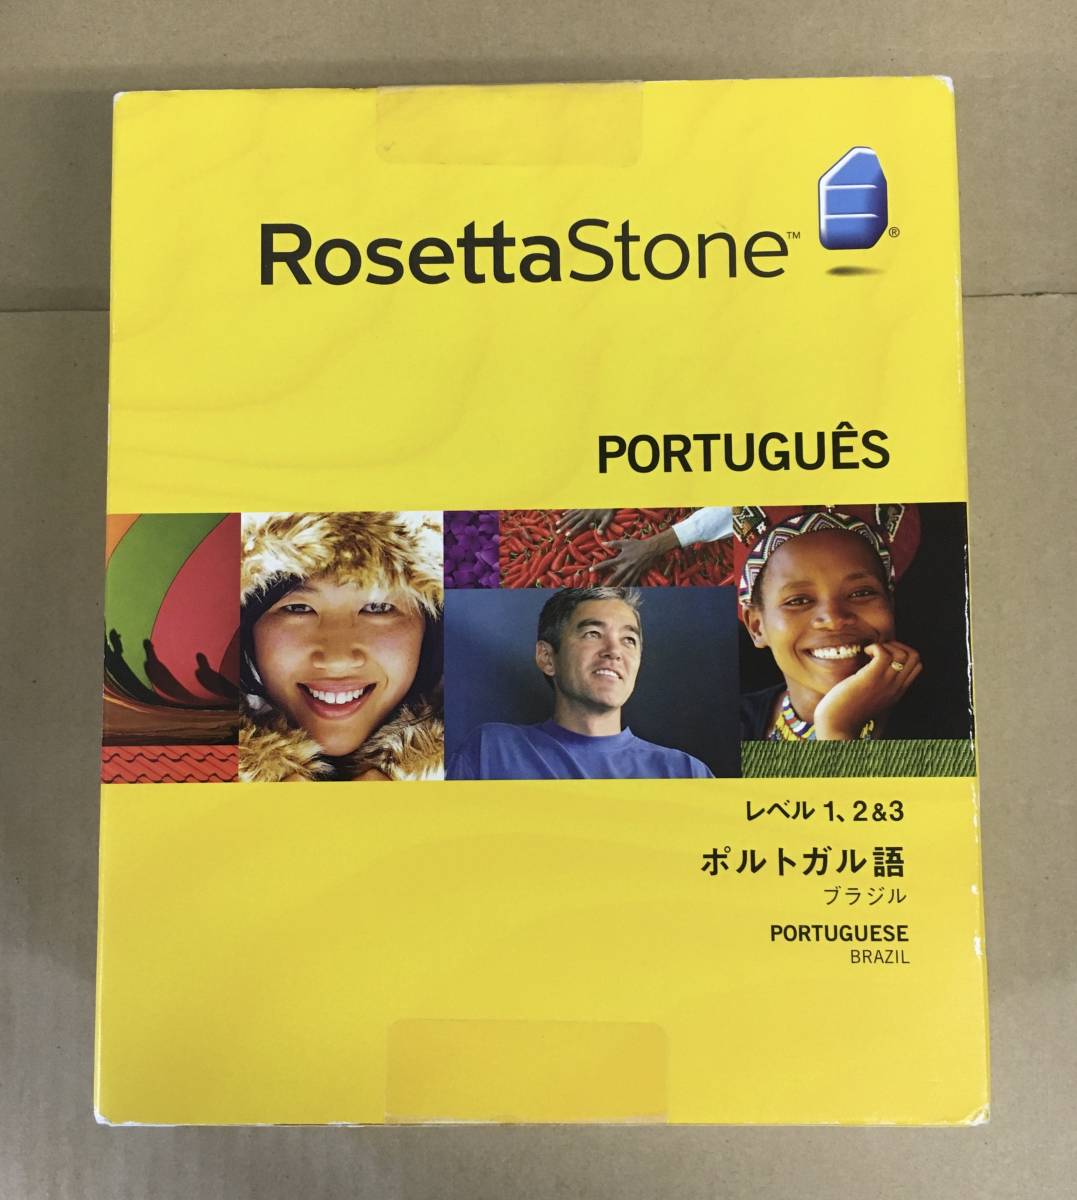 RosettaStone™
®
PORTUGUÊS
レベル 1、2&3
ポルトガル語
ブラジル
PORTUGUESE
BRAZIL